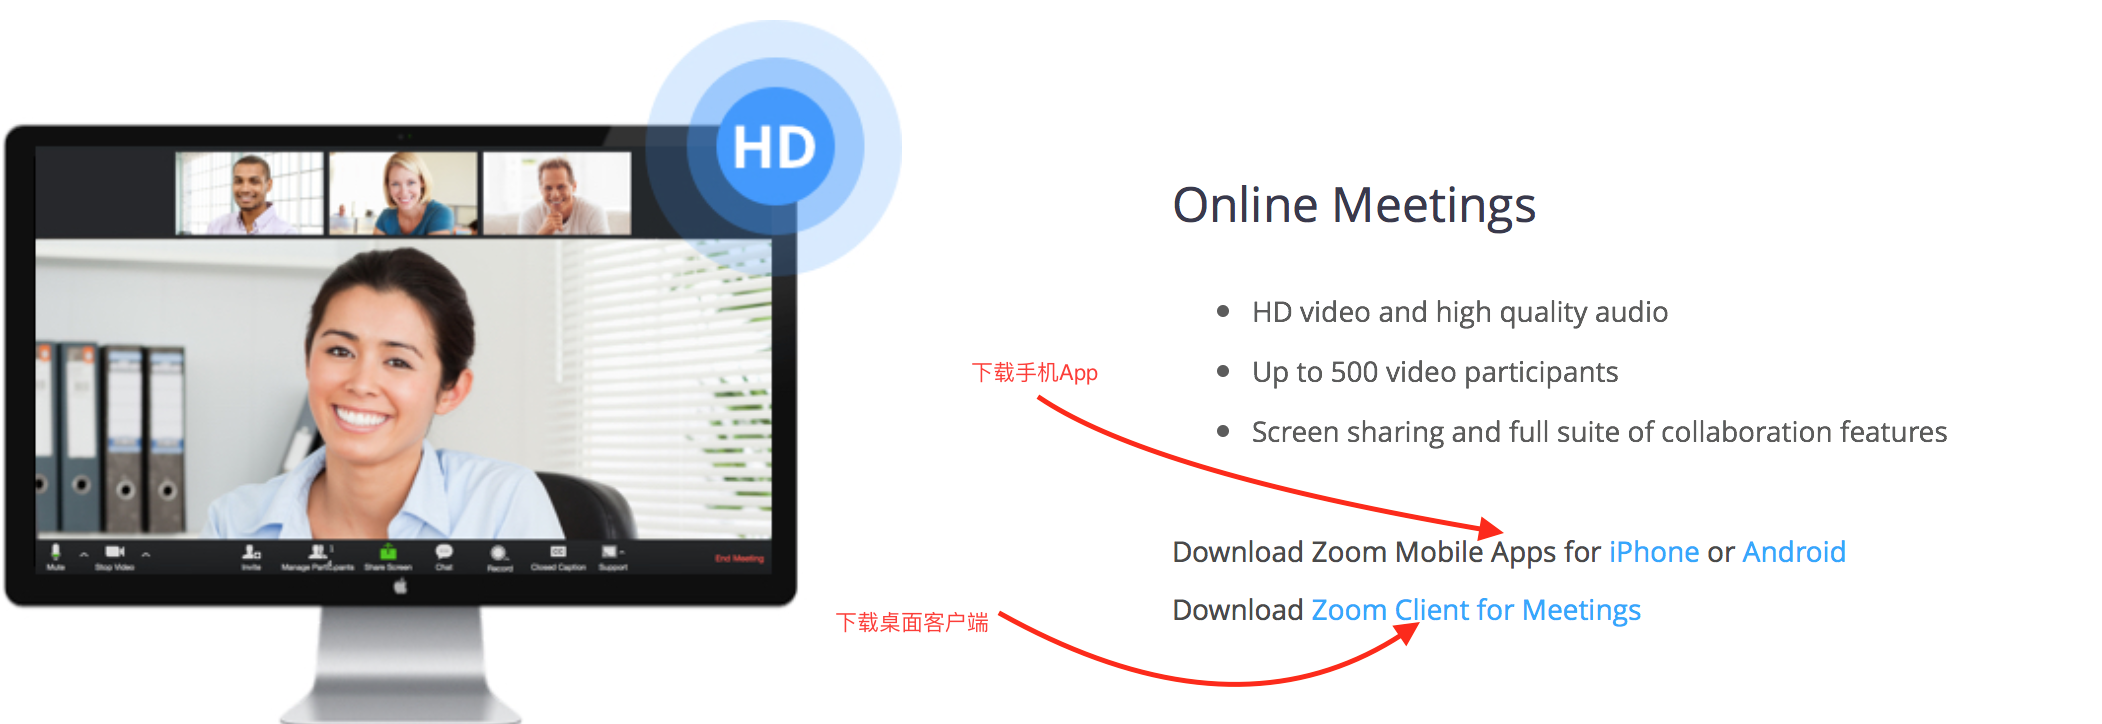 HD
Online Meetings
HD video and high quality audio
下载手机App
Up to 500 video participants
Screen sharing and full suite of collaboration features
Download Zoom Mobile Apps for iPhone or Android
Download Zoom Client for Meetings
下载桌面客户端
Mute
Stop Video
Invite
Manage Participants
Share Screen
Chat
Record
Closed Caption
Support
End Meeting